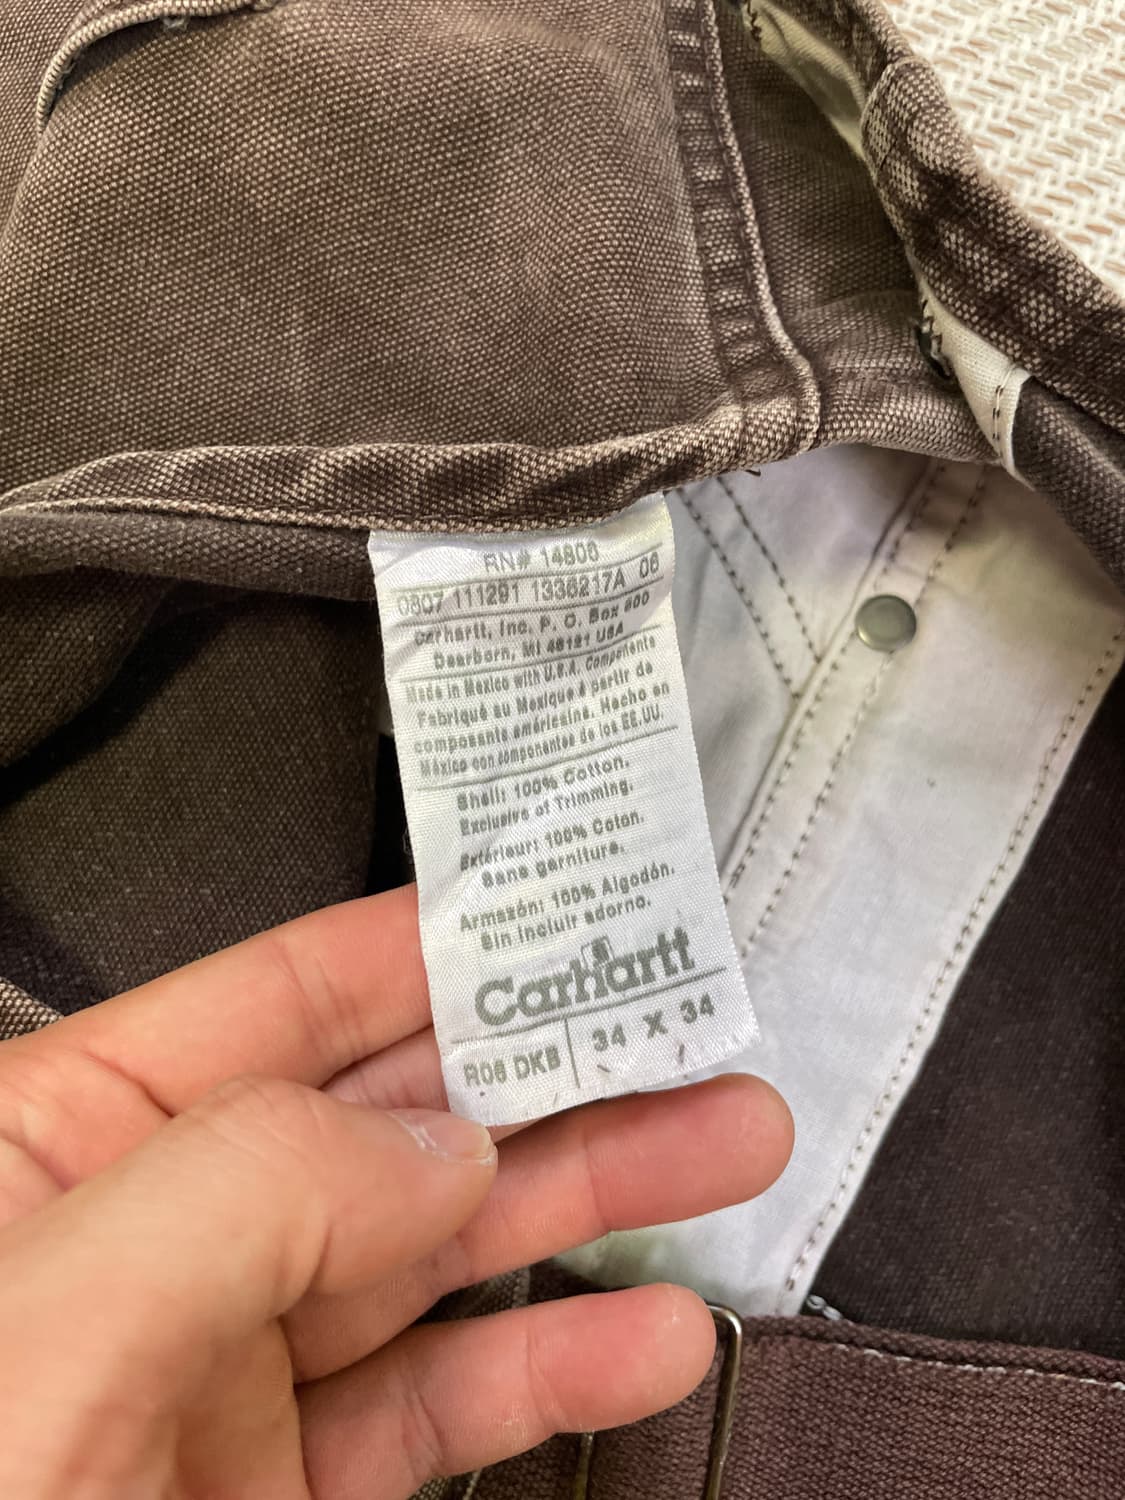 RN# 14806
0807 111291 1336217A 06
Carhartt, Inc. P. O. Box 600
Dearborn, MI 48121 USA
Made in Mexico with U.S.A. Components
Fabriqué au Mexique à partir de
composants américains. Hecho en
México con componentes de los EE.UU.
Shell: 100% Cotton.
Exclusive of Trimming.
Extérieur: 100% Coton.
Sans garniture.
Armazón: 100% Algodón.
Sin incluir adorno.
Carhartt
R06 DKB 34 X 34